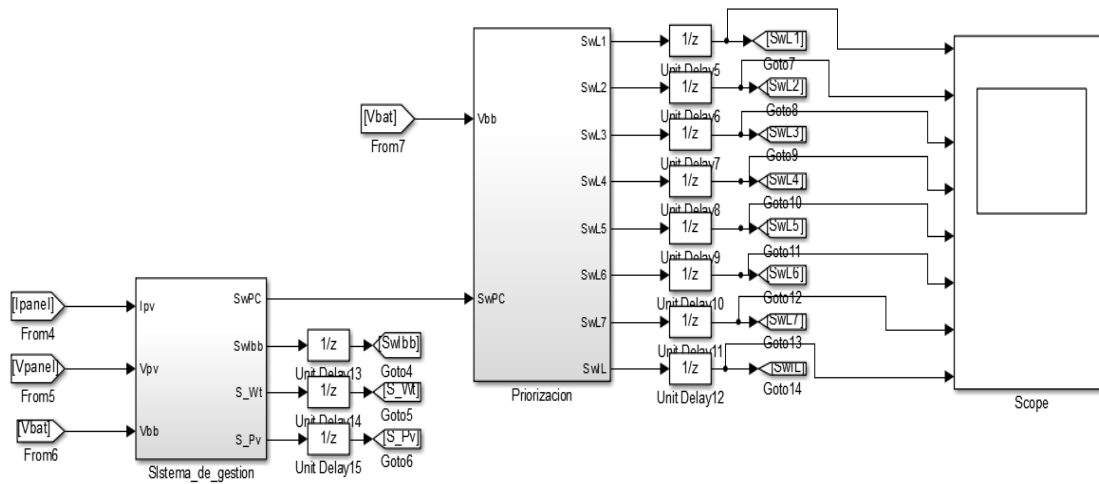 SwL1
1/z
[SwL1]
Unit Delay5
Goto7
SwL2
1/z
[SwL2]
[Vbat]
From7
Vbb
Unit Delay6
Goto8
SwL3
1/z
[SwL3]
Unit Delay7
Goto9
SwL4
1/z
[SwL4]
Unit Delay8
Goto10
SwL5
1/z
[SwL5]
Unit Delay9
Goto11
SwL6
1/z
[SwL6]
SwPC
Unit Delay10
Goto12
SwL7
1/z
[SwL7]
Unit Delay11
Goto13
SwIL
1/z
[SwIL]
Unit Delay12
Goto14
Priorizacion
Scope
[Ipanel]
From4
Ipv
SwPC
[Vpanel]
From5
Vpv
SwIbb
1/z
[SwIbb]
Unit Delay13
Goto4
S_Wt
1/z
[S_Wt]
Unit Delay14
Goto5
[Vbat]
From6
Vbb
S_Pv
1/z
[S_Pv]
Unit Delay15
Goto6
SIstema_de_gestion